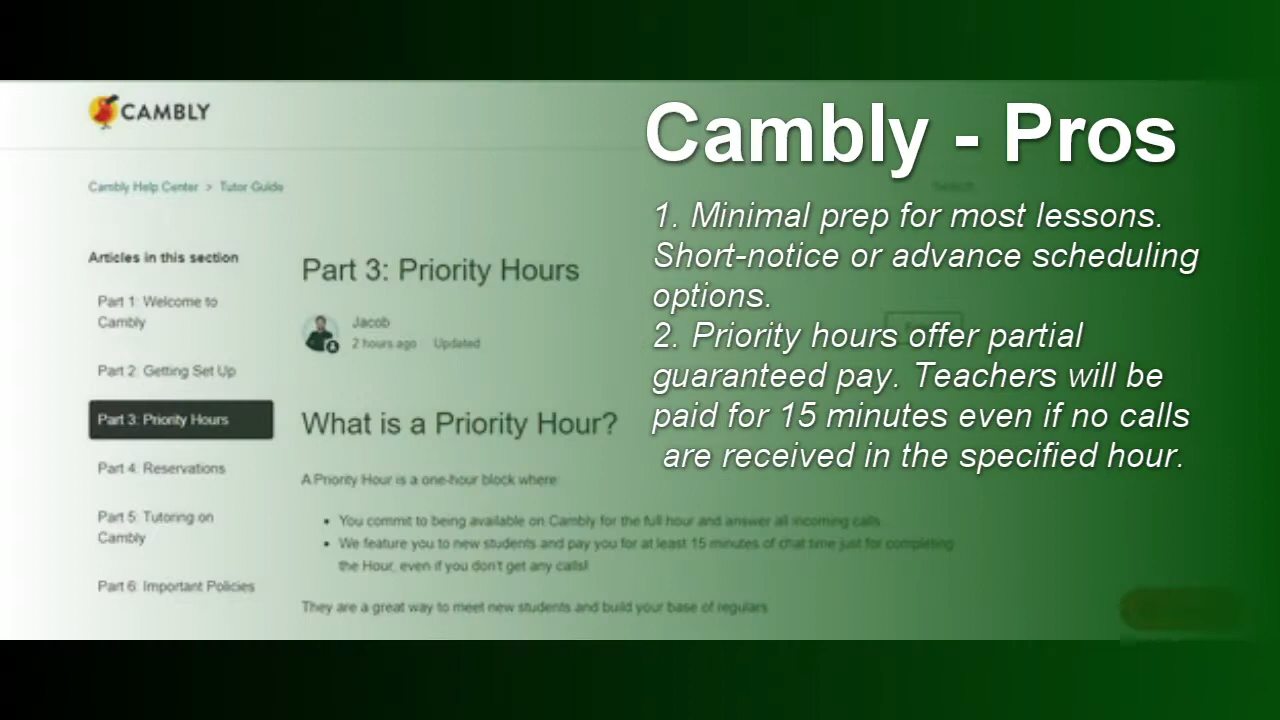 CAMBLY
Cambly - Pros
Cambly Help Center > Tutor Guide
Search
1. Minimal prep for most lessons.
Short-notice or advance scheduling
options.
2. Priority hours offer partial
guaranteed pay. Teachers will be
paid for 15 minutes even if no calls
are received in the specified hour.
Articles in this section
Part 1: Welcome to
Cambly
Part 2: Getting Set Up
Part 3: Priority Hours
Part 4: Reservations
Part 5: Tutoring on
Cambly
Part 6: Important Policies
Part 3: Priority Hours
Jacob
2 hours ago Updated
What is a Priority Hour?
A Priority Hour is a one-hour block where
You commit to being available on Cambly for the full hour and answer all incoming calls
We feature you to new students and pay you for at least 15 minutes of chat time just for completing
the Hour, even if you don't get any calls!
They are a great way to meet new students and build your base of regulars